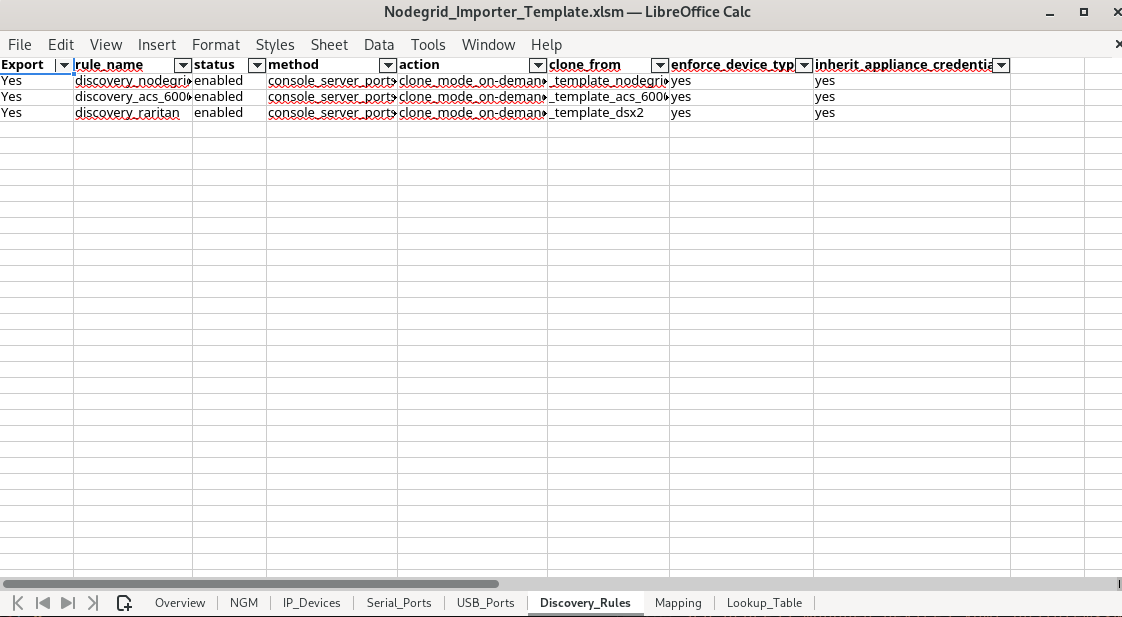 Nodegrid_Importer_Template.xlsm — LibreOffice Calc
File Edit View Insert Format Styles Sheet Data Tools Window Help
Export rule_name status method action clone_from enforce_device_typ inherit_appliance_credentia
Yes discovery_nodegri enabled console_server_ports clone_mode_on-deman _template_nodegri yes yes
Yes discovery_acs_600 enabled console_server_ports clone_mode_on-deman _template_acs_600 yes yes
Yes discovery_raritan enabled console_server_ports clone_mode_on-deman _template_dsx2 yes yes
Overview NGM IP_Devices Serial_Ports USB_Ports Discovery_Rules Mapping Lookup_Table